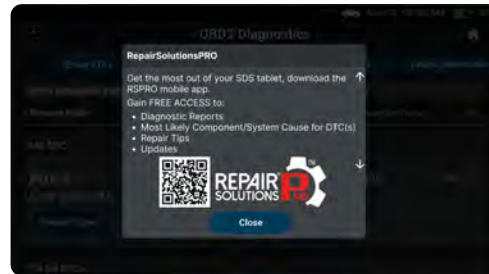 OBD2 Diagnostics
RepairSolutionsPRO
Get the most out of your SDS tablet, download the
RSPRO mobile app.
Gain FREE ACCESS to:
• Diagnostic Reports
• Most Likely Component/System Cause for DTC(s)
• Repair Tips
• Updates
REPAIR
SOLUTIONS
PRO
™
Close